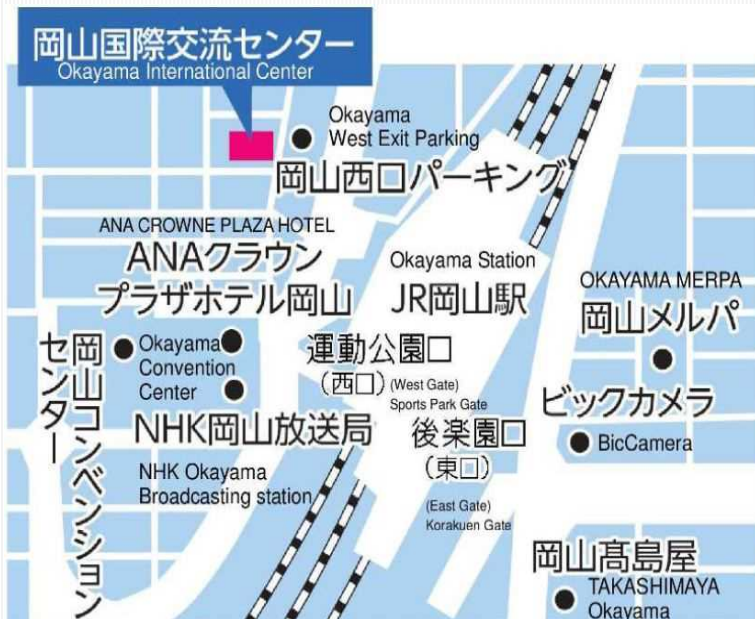 岡山国際交流センター
Okayama International Center
Okayama
West Exit Parking
岡山西口パーキング
ANA CROWNE PLAZA HOTEL
ANAクラウン
プラザホテル岡山
Okayama Station
JR岡山駅
OKAYAMA MERPA
岡山メルパ
岡山コンベンション
センター
Okayama
Convention
Center
運動公園口
(西口)
(West Gate)
Sports Park Gate
ビックカメラ
BicCamera
NHK岡山放送局
NHK Okayama
Broadcasting station
後楽園口
(東口)
(East Gate)
Korakuen Gate
岡山髙島屋
TAKASHIMAYA
Okayama